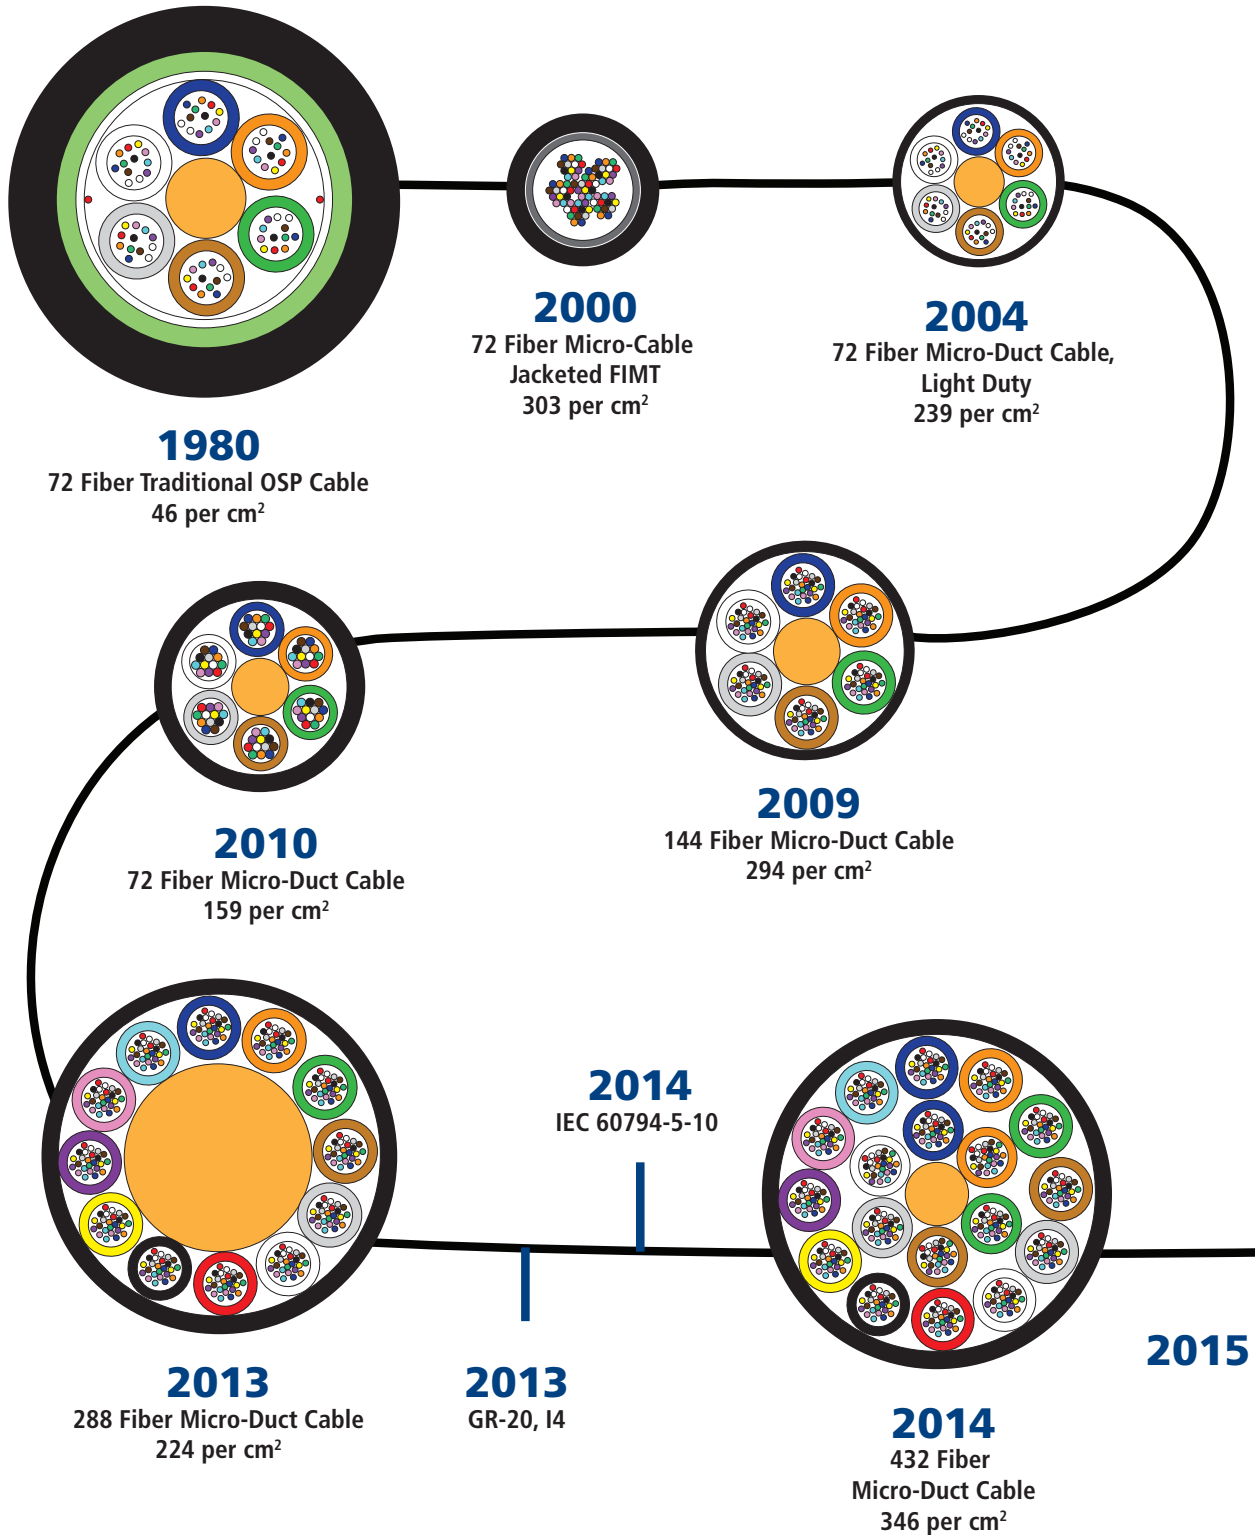 1980
72 Fiber Traditional OSP Cable
46 per cm²
2000
72 Fiber Micro-Cable
Jacketed FIMT
303 per cm²
2004
72 Fiber Micro-Duct Cable,
Light Duty
239 per cm²
2009
144 Fiber Micro-Duct Cable
294 per cm²
2010
72 Fiber Micro-Duct Cable
159 per cm²
2013
288 Fiber Micro-Duct Cable
224 per cm²
2013
GR-20, I4
2014
IEC 60794-5-10
2014
432 Fiber
Micro-Duct Cable
346 per cm²
2015